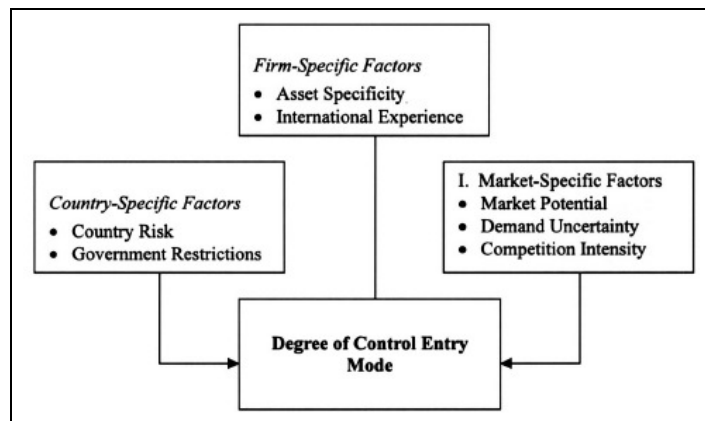 Firm-Specific Factors
• Asset Specificity
• International Experience
Country-Specific Factors
• Country Risk
• Government Restrictions
I. Market-Specific Factors
• Market Potential
• Demand Uncertainty
• Competition Intensity
Degree of Control Entry
Mode